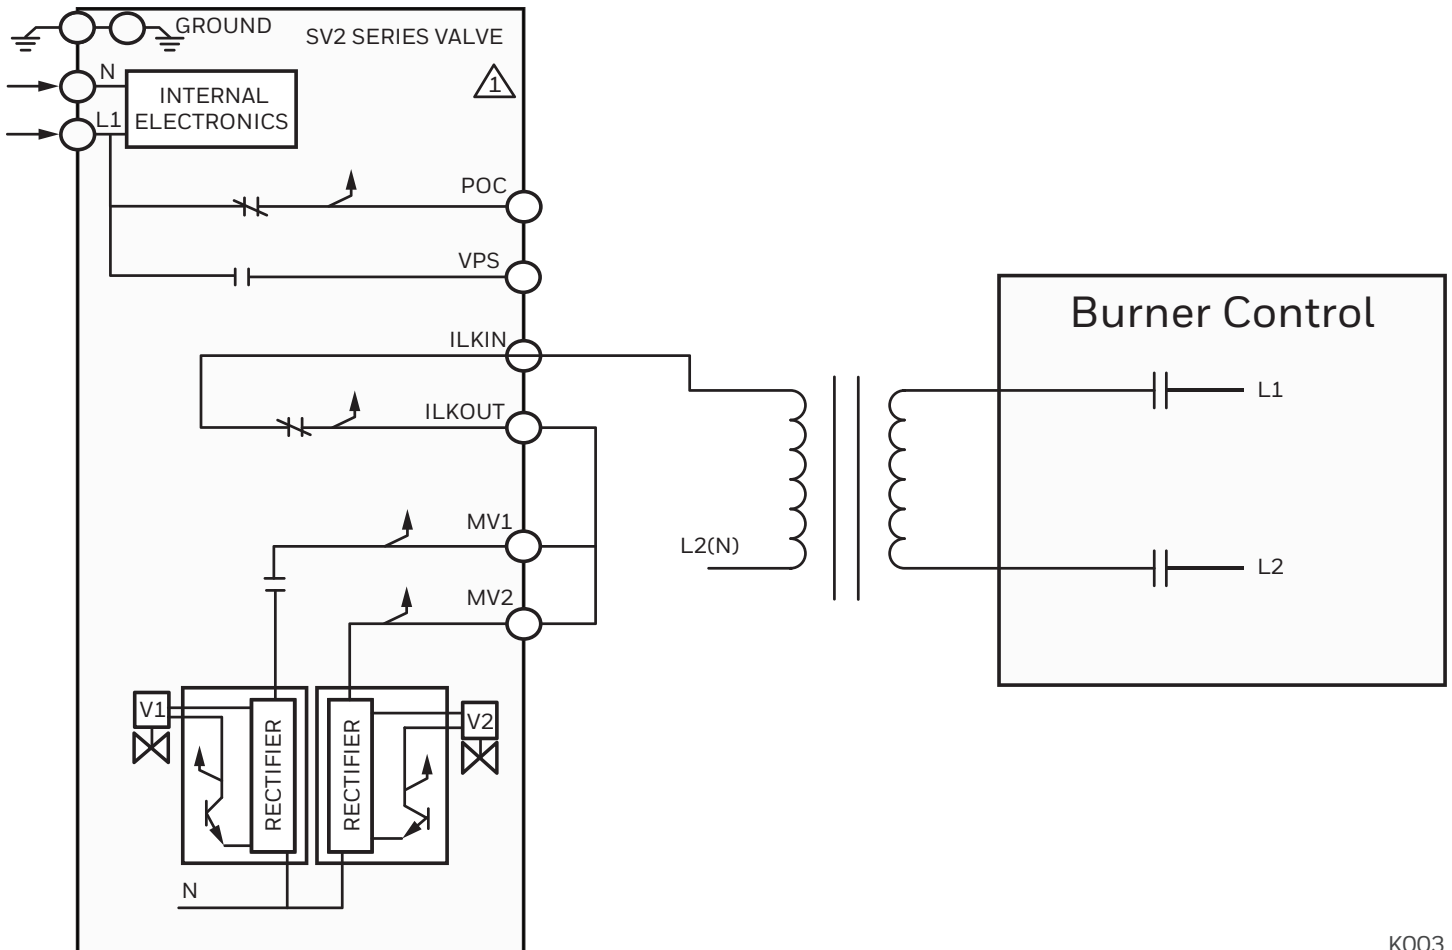 GROUND
SV2 SERIES VALVE
1
N
INTERNAL
ELECTRONICS
L1
POC
VPS
ILKIN
ILKOUT
MV1
MV2
V1
RECTIFIER
RECTIFIER
V2
N
L2(N)
Burner Control
L1
L2
K003